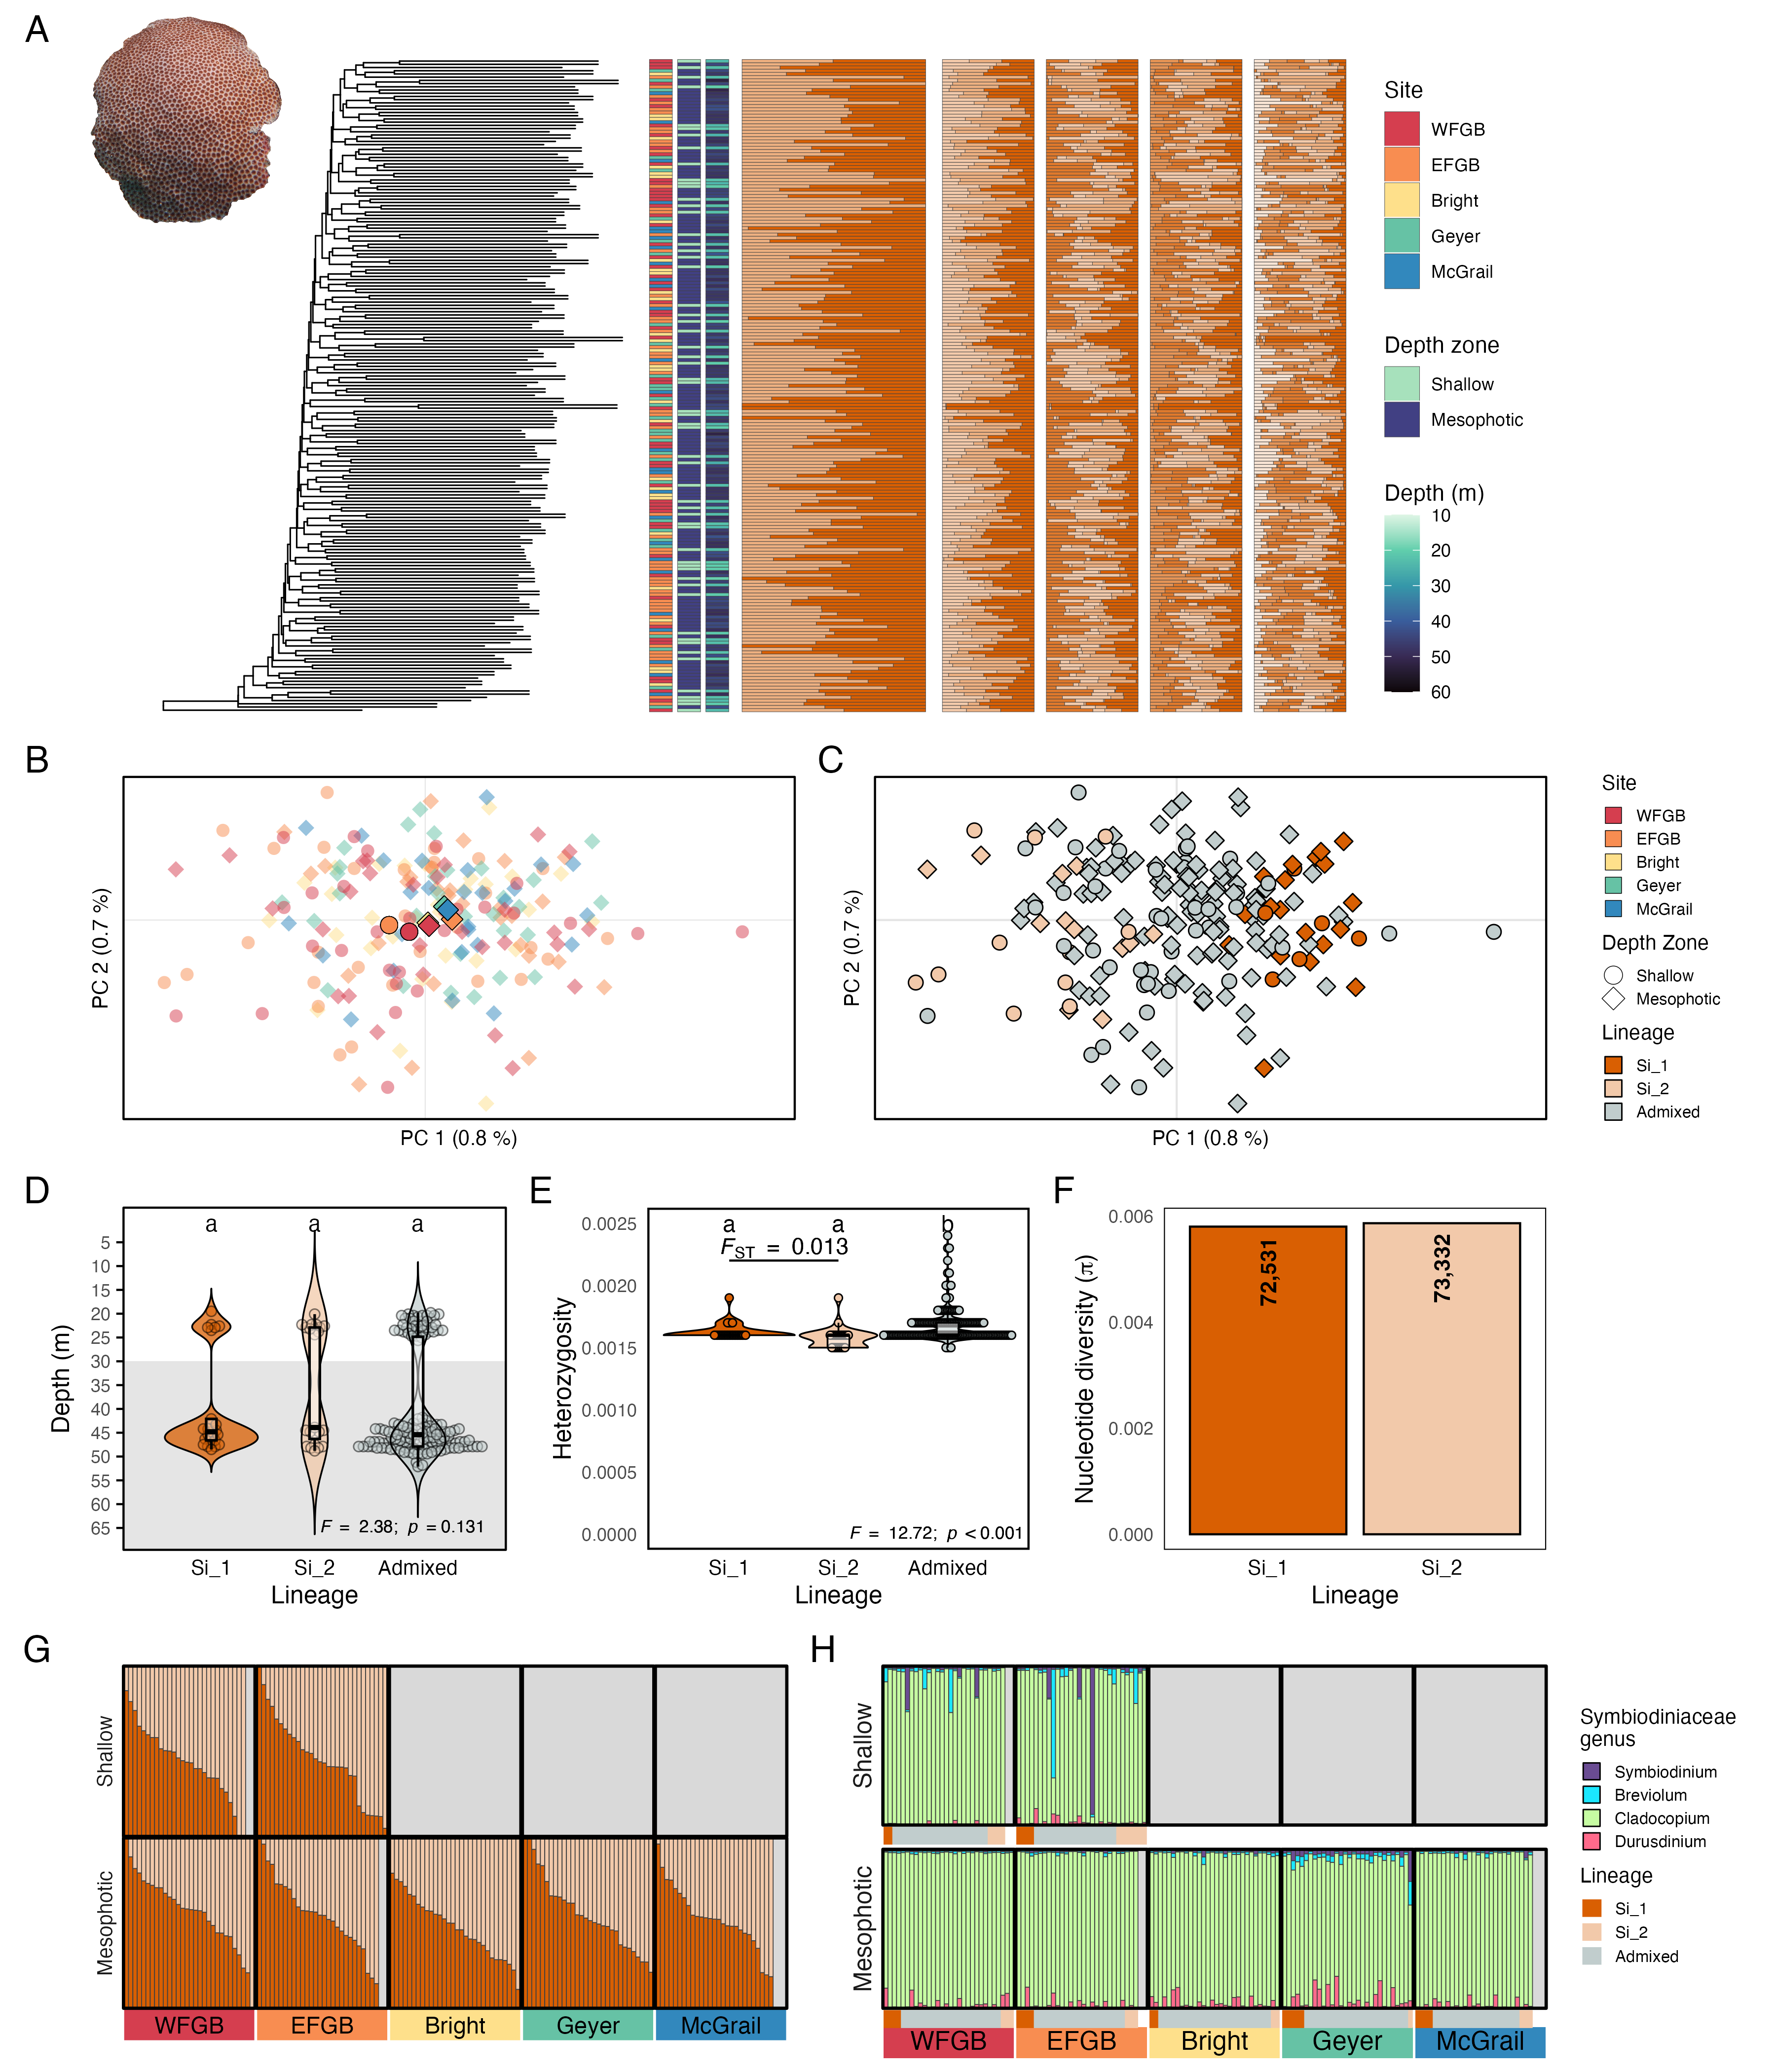 A
Site
WFGB
EFGB
Bright
Geyer
McGrail
Depth zone
Shallow
Mesophotic
Depth (m)
10
20
30
40
50
60
B
PC 2 (0.7 %)
PC 1 (0.8 %)
C
PC 2 (0.7 %)
PC 1 (0.8 %)
Site
WFGB
EFGB
Bright
Geyer
McGrail
Depth Zone
Shallow
Mesophotic
Lineage
Si_1
Si_2
Admixed
D
Depth (m)
5
10
15
20
25
30
35
40
45
50
55
60
65
a a a
F = 2.38; p = 0.131
Si_1 Si_2 Admixed
Lineage
E
Heterozygosity
0.0025
0.0020
0.0015
0.0010
0.0005
0.0000
a a b
FST = 0.013
F = 12.72; p < 0.001
Si_1 Si_2 Admixed
Lineage
F
Nucleotide diversity (π)
0.006
0.004
0.002
0.000
72,531
73,332
Si_1 Si_2
Lineage
G
Shallow
Mesophotic
WFGB EFGB Bright Geyer McGrail
H
Shallow
Mesophotic
WFGB EFGB Bright Geyer McGrail
Symbiodiniaceae
genus
Symbiodinium
Breviolum
Cladocopium
Durusdinium
Lineage
Si_1
Si_2
Admixed